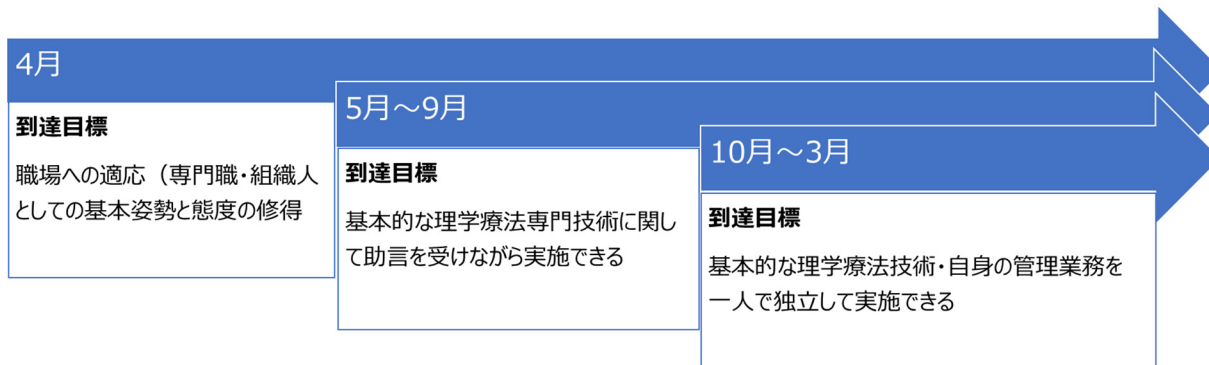 4月
到達目標
職場への適応（専門職・組織人
としての基本姿勢と態度の修得
5月～9月
到達目標
基本的な理学療法専門技術に関し
て助言を受けながら実施できる
10月～3月
到達目標
基本的な理学療法技術・自身の管理業務を
一人で独立して実施できる